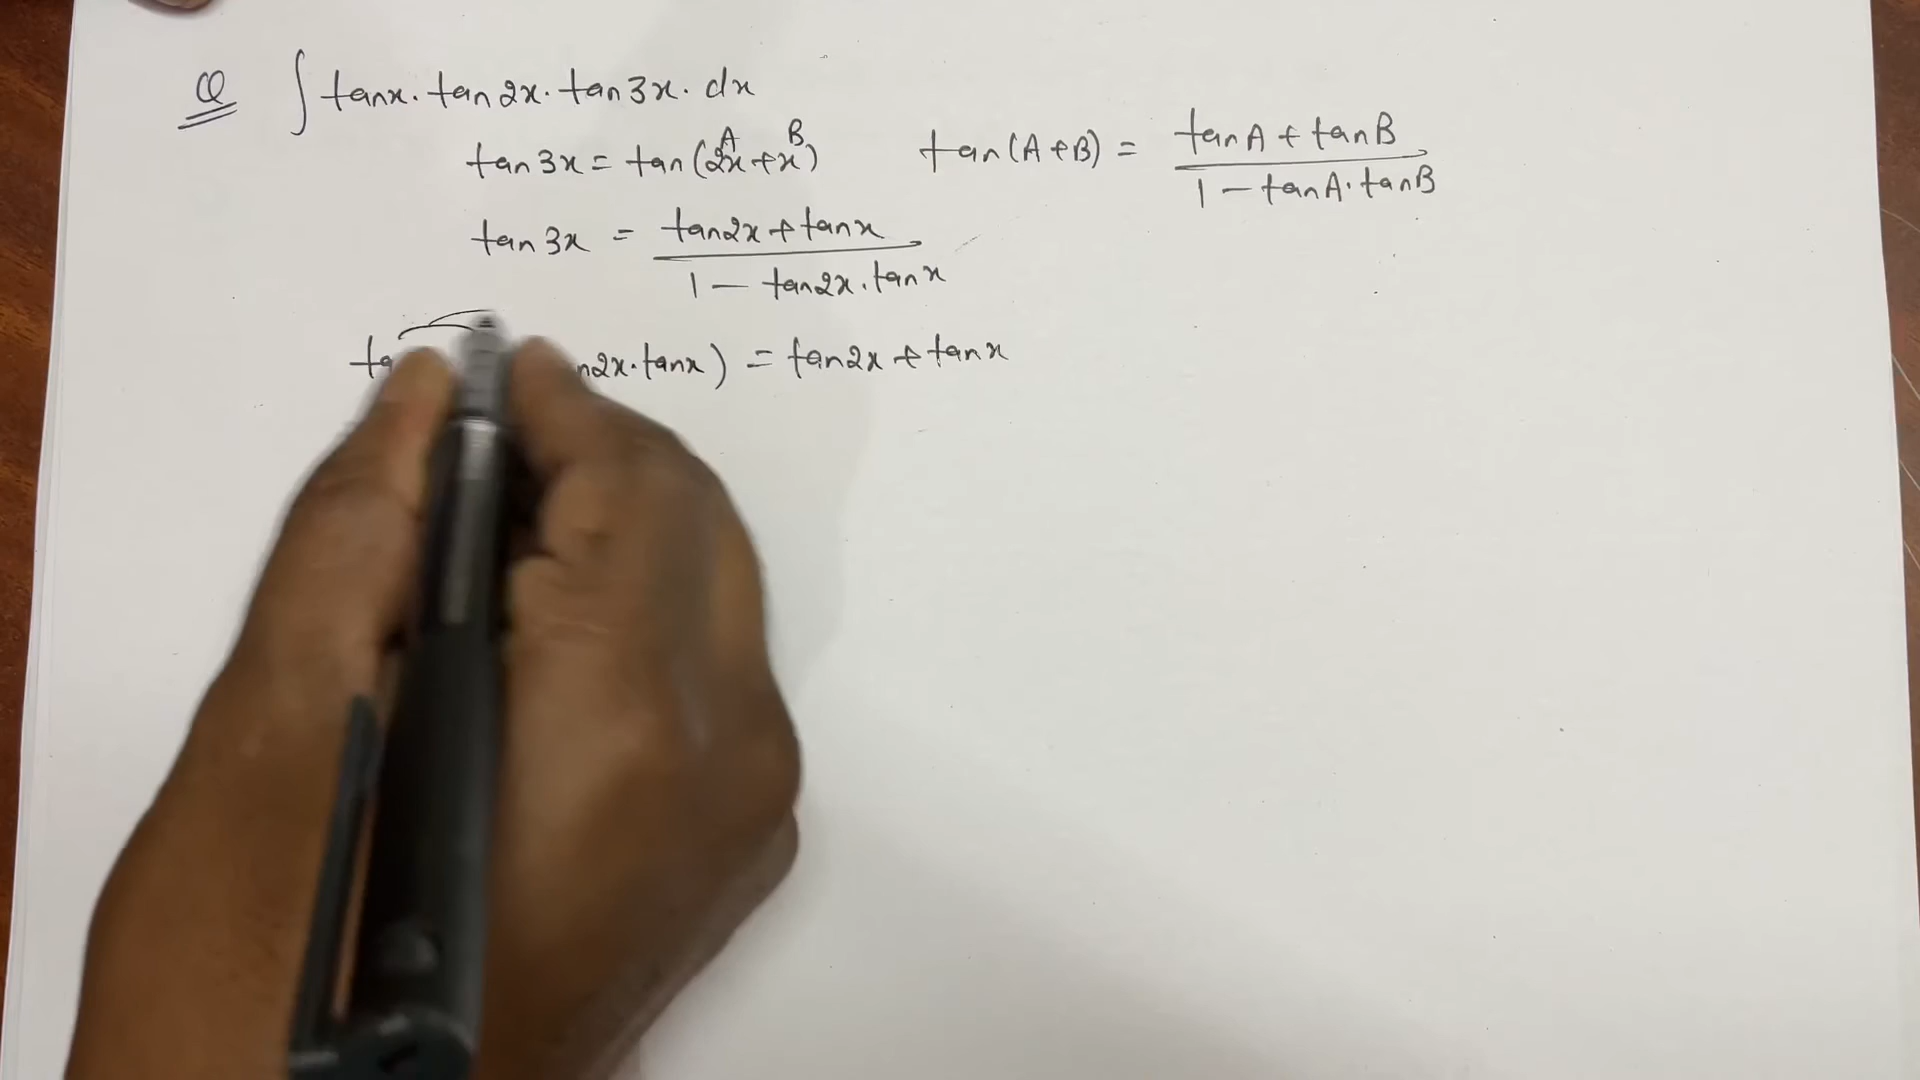 Q ∫ tanx · tan2x · tan3x · dx
A B
tan3x = tan(2x+x) tan(A+B) = tanA + tanB / 1 - tanA·tanB
tan3x = tan2x + tanx / 1 - tan2x·tanx
2x·tanx) = tan2x + tanx